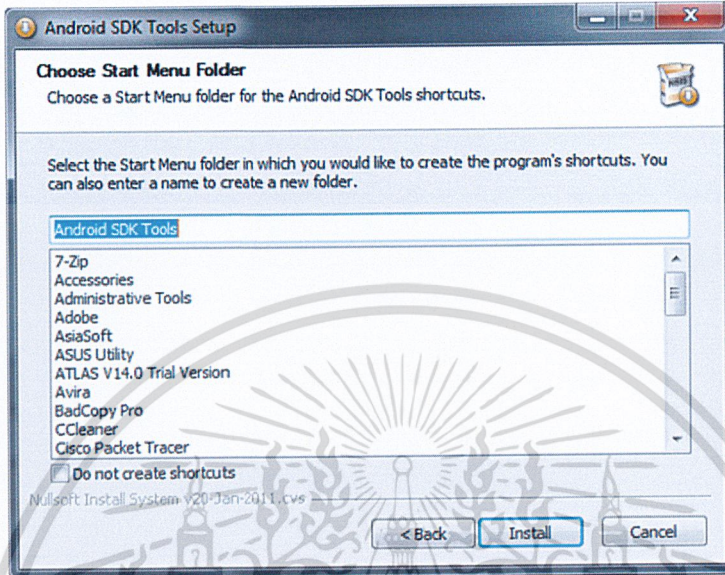 Android SDK Tools Setup
Choose Start Menu Folder
Choose a Start Menu folder for the Android SDK Tools shortcuts.
Select the Start Menu folder in which you would like to create the program's shortcuts. You
can also enter a name to create a new folder.
Android SDK Tools
7-Zip
Accessories
Administrative Tools
Adobe
AsiaSoft
ASUS Utility
ATLAS V14.0 Trial Version
Avira
BadCopy Pro
CCleaner
Cisco Packet Tracer
Do not create shortcuts
Nullsoft Install System v20-Jan-2011.cvs
< Back
Install
Cancel